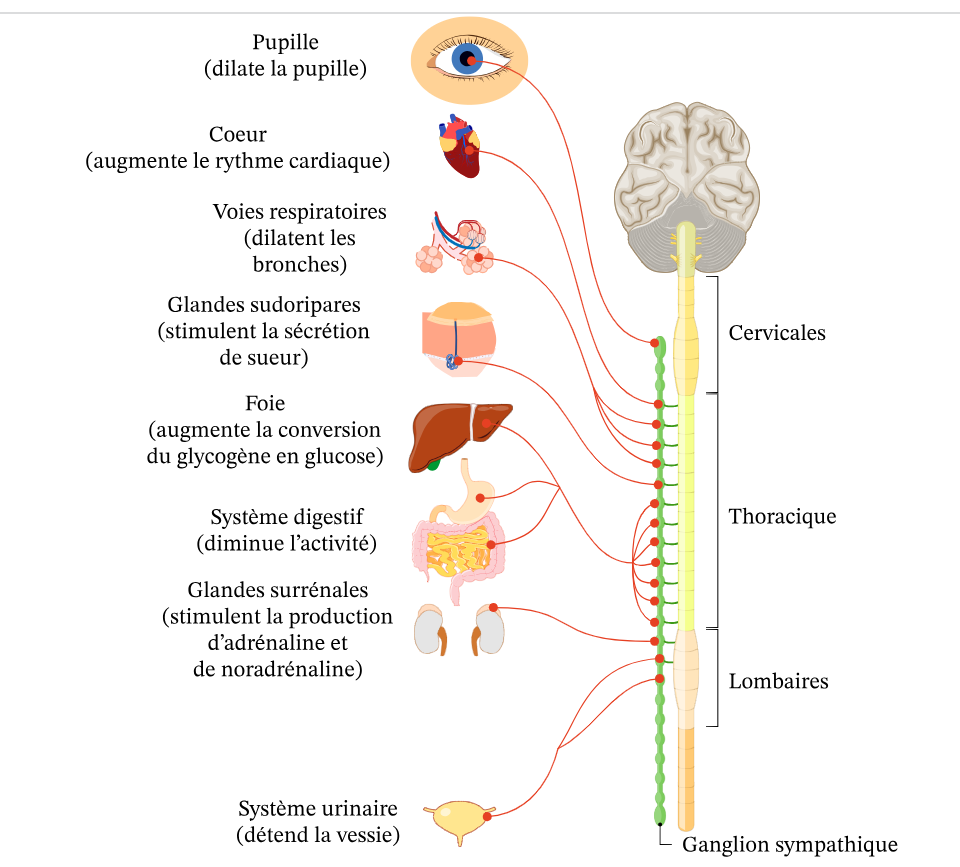 Pupille
(dilate la pupille)
Coeur
(augmente le rythme cardiaque)
Voies respiratoires
(dilatent les
bronches)
Glandes sudoripares
(stimulent la sécrétion
de sueur)
Foie
(augmente la conversion
du glycogène en glucose)
Système digestif
(diminue l’activité)
Glandes surrénales
(stimulent la production
d’adrénaline et
de noradrénaline)
Système urinaire
(détend la vessie)
Cervicales
Thoracique
Lombaires
Ganglion sympathique